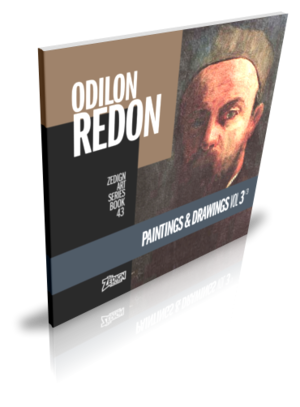 ODILON
REDON
ZEDIGN
ART
SERIES
BOOK
43
PAINTINGS & DRAWINGS VOL 3
ZEDIGN